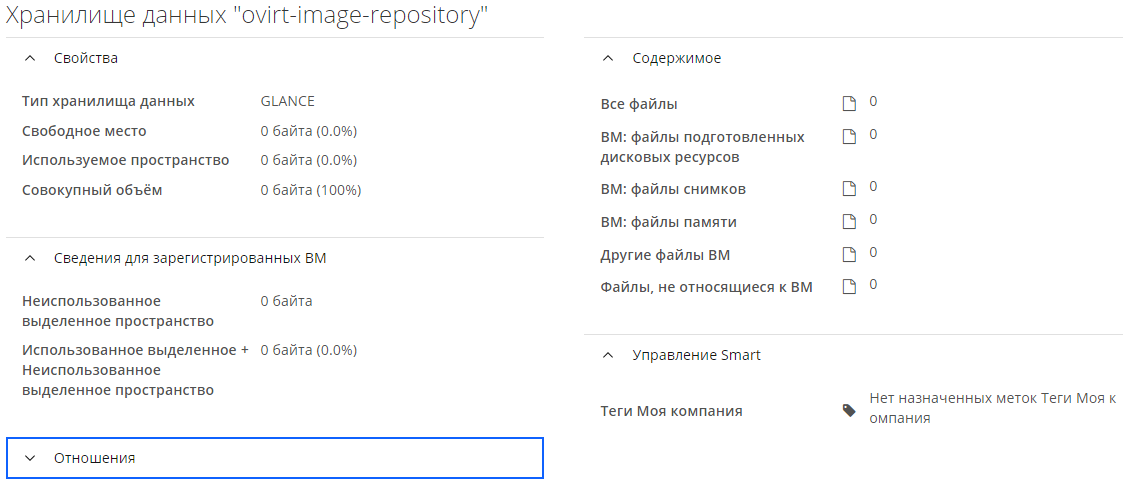 Хранилище данных "ovirt-image-repository"
Свойства
Тип хранилища данных GLANCE
Свободное место 0 байта (0.0%)
Используемое пространство 0 байта (0.0%)
Совокупный объём 0 байта (100%)
Сведения для зарегистрированных ВМ
Неиспользованное 0 байта
выделенное пространство
Использованное выделенное + 0 байта (0.0%)
Неиспользованное
выделенное пространство
Отношения
Содержимое
Все файлы 0
ВМ: файлы подготовленных 0
дисковых ресурсов
ВМ: файлы снимков 0
ВМ: файлы памяти 0
Другие файлы ВМ 0
Файлы, не относящиеся к ВМ 0
Управление Smart
Теги Моя компания Нет назначенных меток Теги Моя к
омпания